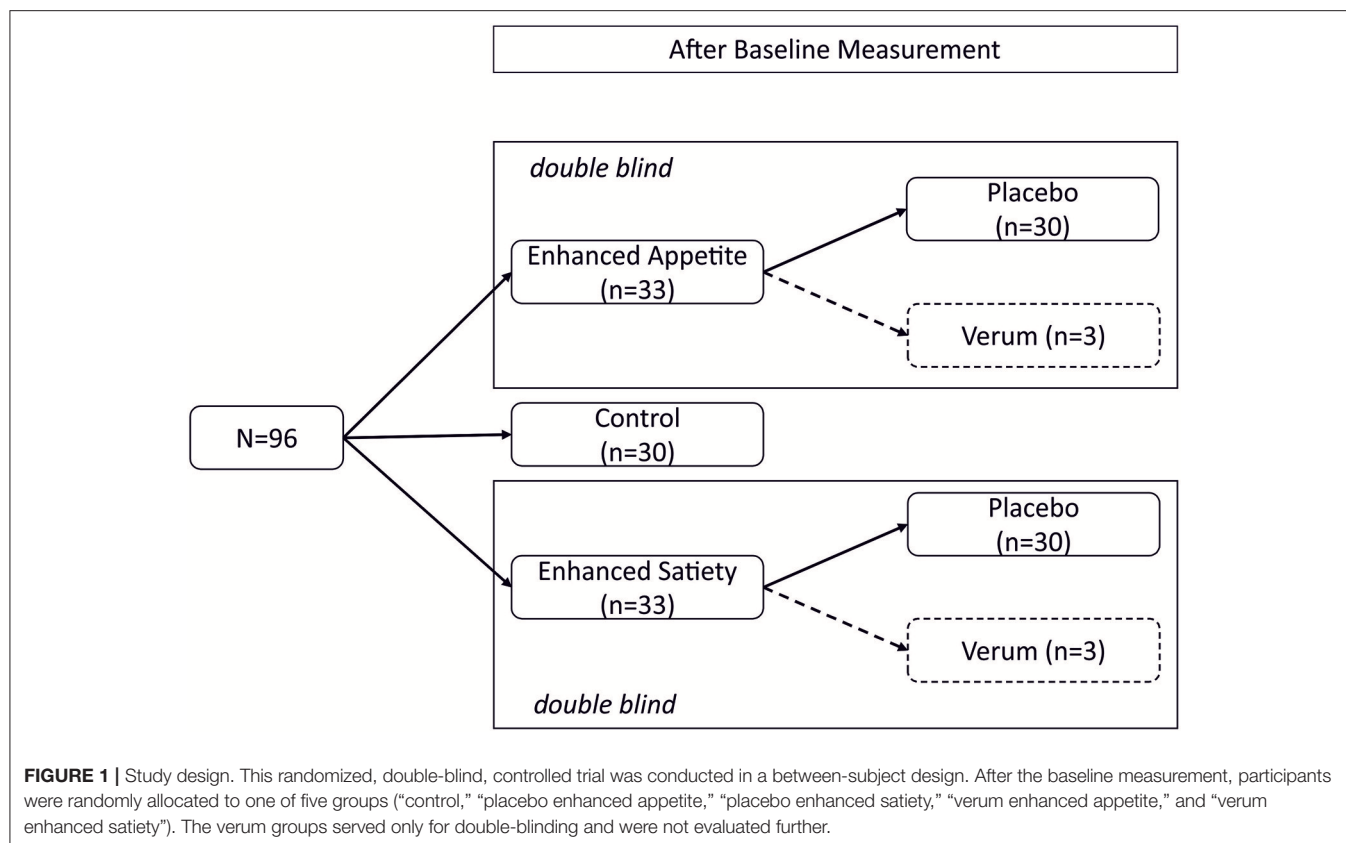 After Baseline Measurement
double blind
Placebo
(n=30)
Enhanced Appetite
(n=33)
Verum (n=3)
N=96
Control
(n=30)
Placebo
(n=30)
Enhanced Satiety
(n=33)
Verum (n=3)
double blind
FIGURE 1 | Study design. This randomized, double-blind, controlled trial was conducted in a between-subject design. After the baseline measurement, participants
were randomly allocated to one of five groups (“control,” “placebo enhanced appetite,” “placebo enhanced satiety,” “verum enhanced appetite,” and “verum
enhanced satiety”). The verum groups served only for double-blinding and were not evaluated further.